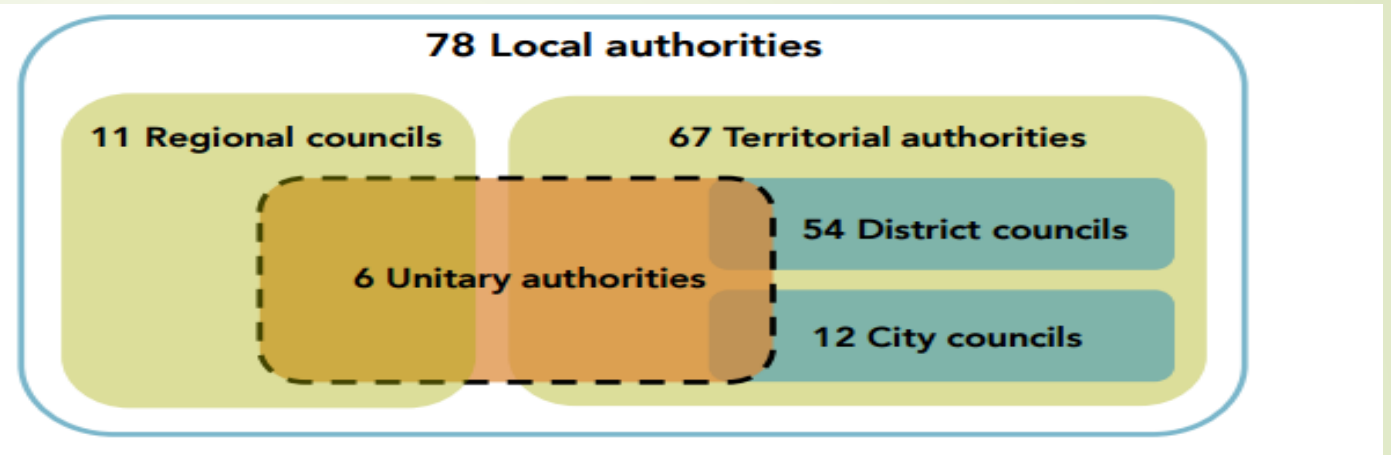 78 Local authorities
11 Regional councils
67 Territorial authorities
54 District councils
6 Unitary authorities
12 City councils